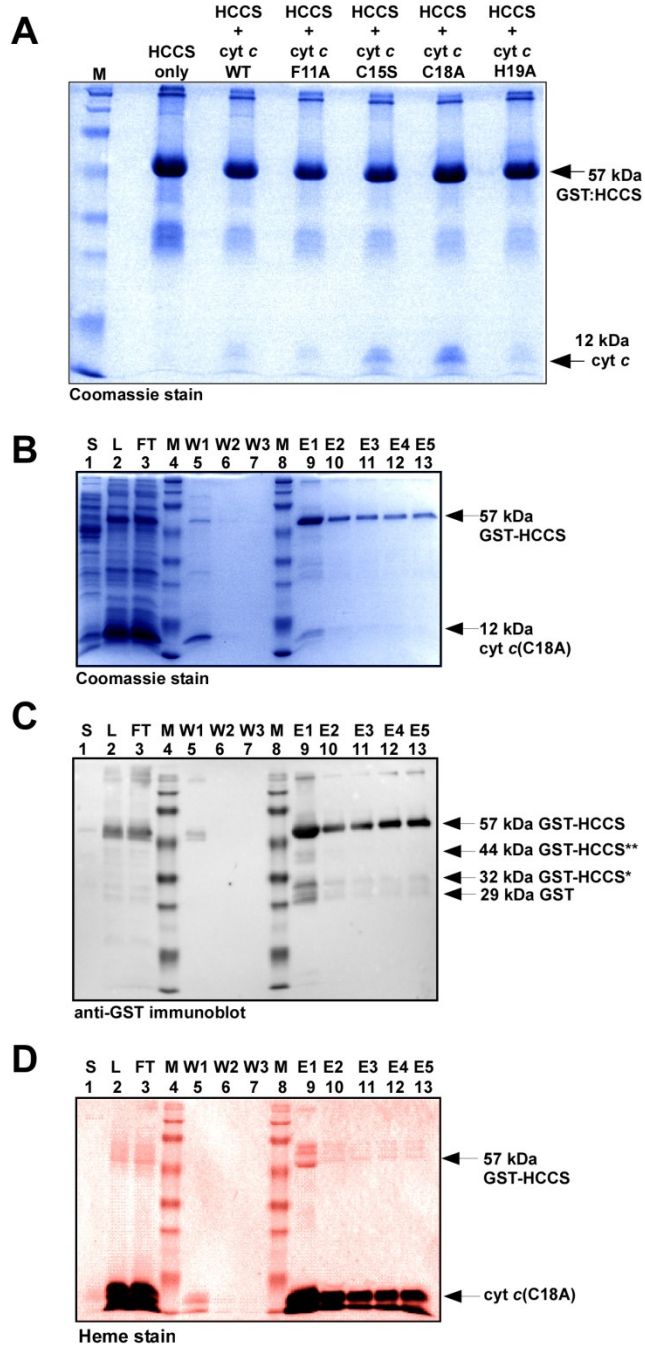 A
HCCS HCCS HCCS HCCS HCCS
+ + + + +
HCCS cyt c cyt c cyt c cyt c cyt c
M only WT F11A C15S C18A H19A
57 kDa
GST:HCCS
12 kDa
cyt c
Coomassie stain
B
S L FT M W1 W2 W3 M E1 E2 E3 E4 E5
1 2 3 4 5 6 7 8 9 10 11 12 13
57 kDa
GST-HCCS
12 kDa
cyt c(C18A)
Coomassie stain
C
S L FT M W1 W2 W3 M E1 E2 E3 E4 E5
1 2 3 4 5 6 7 8 9 10 11 12 13
57 kDa GST-HCCS
44 kDa GST-HCCS**
32 kDa GST-HCCS*
29 kDa GST
anti-GST immunoblot
D
S L FT M W1 W2 W3 M E1 E2 E3 E4 E5
1 2 3 4 5 6 7 8 9 10 11 12 13
57 kDa
GST-HCCS
cyt c(C18A)
Heme stain